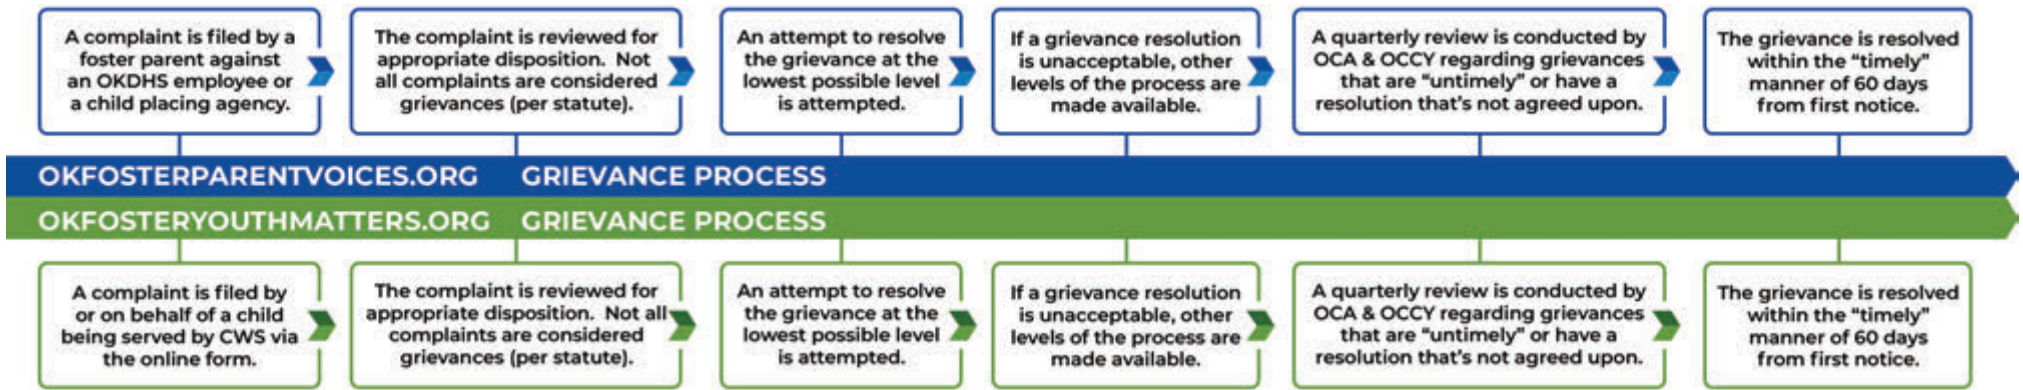 A complaint is filed by a
foster parent against
an OKDHS employee or
a child placing agency.
The complaint is reviewed for
appropriate disposition. Not
all complaints are considered
grievances (per statute).
An attempt to resolve
the grievance at the
lowest possible level
is attempted.
If a grievance resolution
is unacceptable, other
levels of the process are
made available.
A quarterly review is conducted by
OCA & OCCY regarding grievances
that are “untimely” or have a
resolution that’s not agreed upon.
The grievance is resolved
within the “timely”
manner of 60 days
from first notice.
OKFOSTERPARENTVOICES.ORG GRIEVANCE PROCESS
OKFOSTERYOUTHMATTERS.ORG GRIEVANCE PROCESS
A complaint is filed by
or on behalf of a child
being served by CWS via
the online form.
The complaint is reviewed for
appropriate disposition. Not all
complaints are considered
grievances (per statute).
An attempt to resolve
the grievance at the
lowest possible level
is attempted.
If a grievance resolution
is unacceptable, other
levels of the process are
made available.
A quarterly review is conducted by
OCA & OCCY regarding grievances
that are “untimely” or have a
resolution that’s not agreed upon.
The grievance is resolved
within the “timely”
manner of 60 days
from first notice.